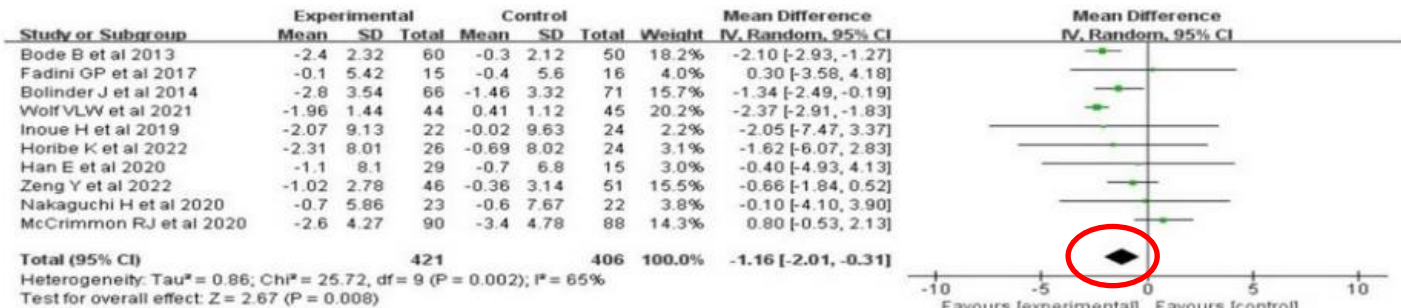 Experimental Control Mean Difference Mean Difference
Study or Subgroup Mean SD Total Mean SD Total Weight IV, Random, 95% CI IV, Random, 95% CI
Bode B et al 2013 -2.4 2.32 60 -0.3 2.12 50 18.2% -2.10 [-2.93, -1.27]
Fadini GP et al 2017 -0.1 5.42 15 -0.4 5.6 16 4.0% 0.30 [-3.58, 4.18]
Bolinder J et al 2014 -2.8 3.54 66 -1.46 3.32 71 15.7% -1.34 [-2.49, -0.19]
Wolf VLW et al 2021 -1.96 1.44 44 0.41 1.12 45 20.2% -2.37 [-2.91, -1.83]
Inoue H et al 2019 -2.07 9.13 22 -0.02 9.63 24 2.2% -2.05 [-7.47, 3.37]
Horibe K et al 2022 -2.31 8.01 26 -0.69 8.02 24 3.1% -1.62 [-6.07, 2.83]
Han E et al 2020 -1.1 8.1 29 -0.7 6.8 15 3.0% -0.40 [-4.93, 4.13]
Zeng Y et al 2022 -1.02 2.78 46 -0.36 3.14 51 15.5% -0.66 [-1.84, 0.52]
Nakaguchi H et al 2020 -0.7 5.86 23 -0.6 7.67 22 3.8% -0.10 [-4.10, 3.90]
McCrimmon RJ et al 2020 -2.6 4.27 90 -3.4 4.78 88 14.3% 0.80 [-0.53, 2.13]
Total (95% CI) 421 406 100.0% -1.16 [-2.01, -0.31]
Heterogeneity: Tau² = 0.86; Chi² = 25.72, df = 9 (P = 0.002); I² = 65%
Test for overall effect: Z = 2.67 (P = 0.008)
-10 -5 0 5 10
Favours [experimental] Favours [control]